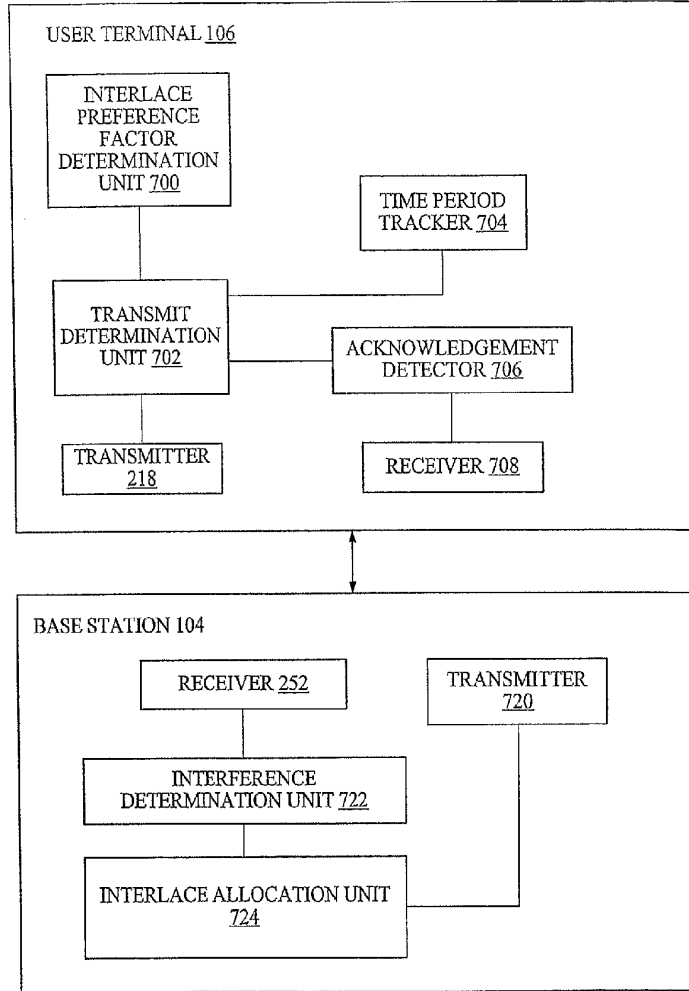 USER TERMINAL 106
INTERLACE
PREFERENCE
FACTOR
DETERMINATION
UNIT 700
TIME PERIOD
TRACKER 704
TRANSMIT
DETERMINATION
UNIT 702
ACKNOWLEDGEMENT
DETECTOR 706
TRANSMITTER
218
RECEIVER 708
BASE STATION 104
RECEIVER 252
TRANSMITTER
720
INTERFERENCE
DETERMINATION UNIT 722
INTERLACE ALLOCATION UNIT
724